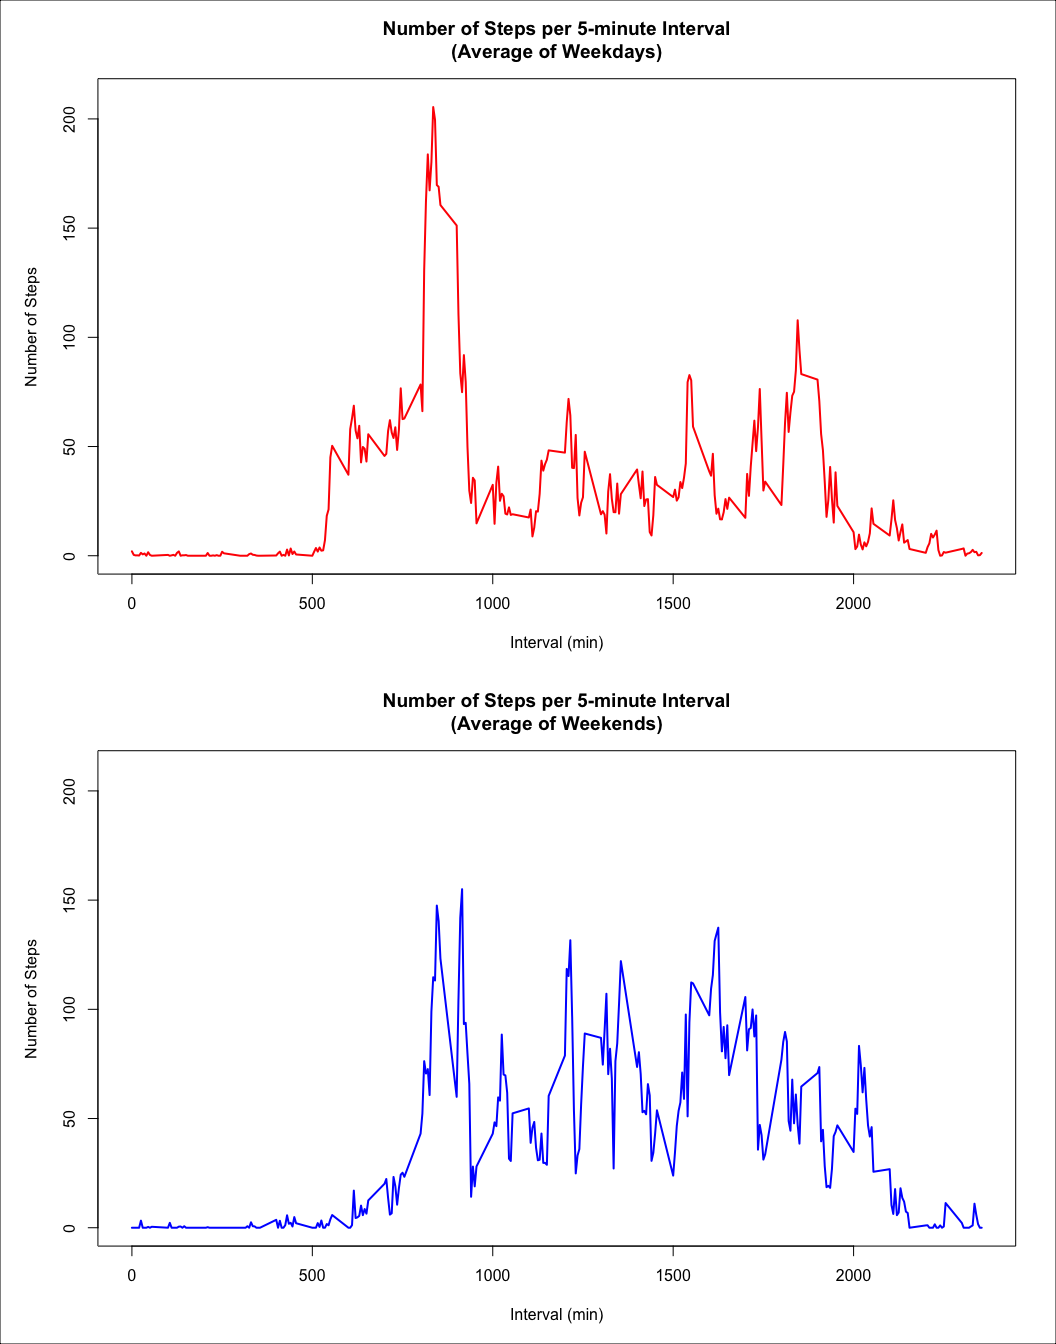 Number of Steps per 5-minute Interval
(Average of Weekdays)
Number of Steps
0
50
100
150
200
0
500
1000
1500
2000
Interval (min)
Number of Steps per 5-minute Interval
(Average of Weekends)
Number of Steps
0
50
100
150
200
0
500
1000
1500
2000
Interval (min)